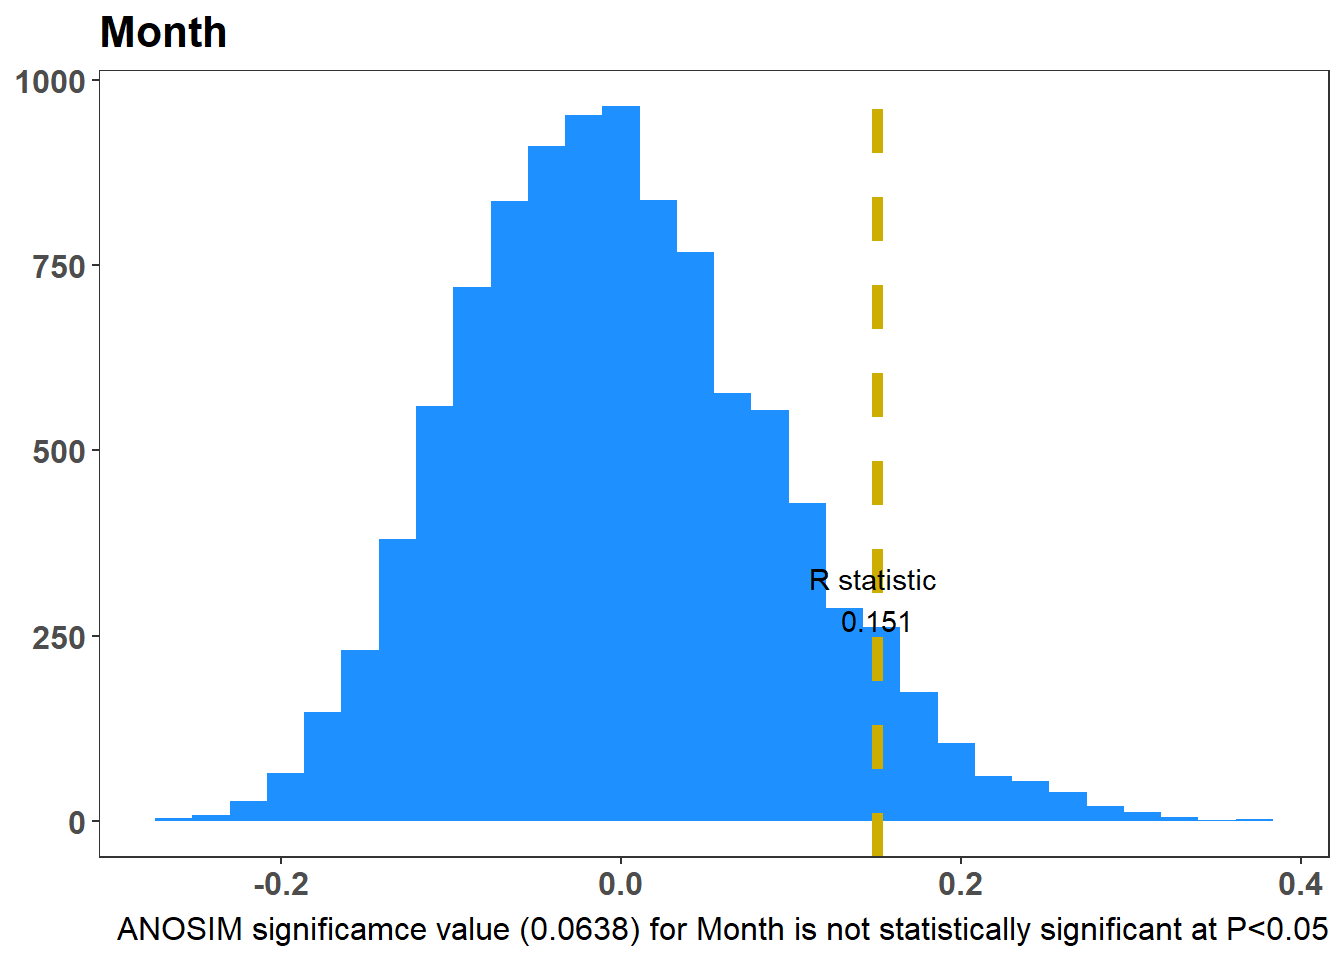 Month
1000
750
500
250
0
R statistic
0.151
-0.2 0.0 0.2 0.4
ANOSIM significamce value (0.0638) for Month is not statistically significant at P<0.05